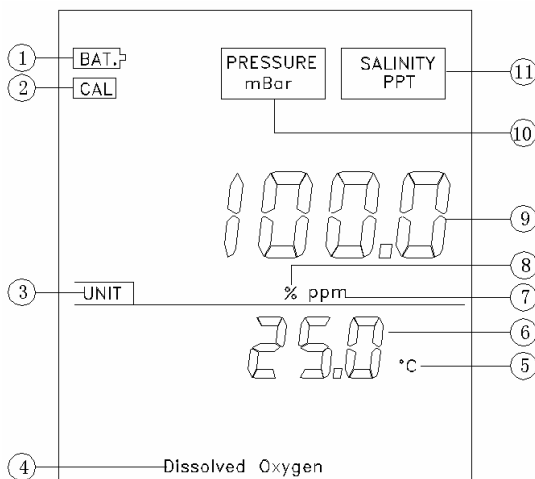 ① BAT. PRESSURE mBar SALINITY PPT ⑪
② CAL
⑩
100.0 ⑨
⑧
③ UNIT % ppm ⑦
25.0 ⑥
°C ⑤
④ Dissolved Oxygen